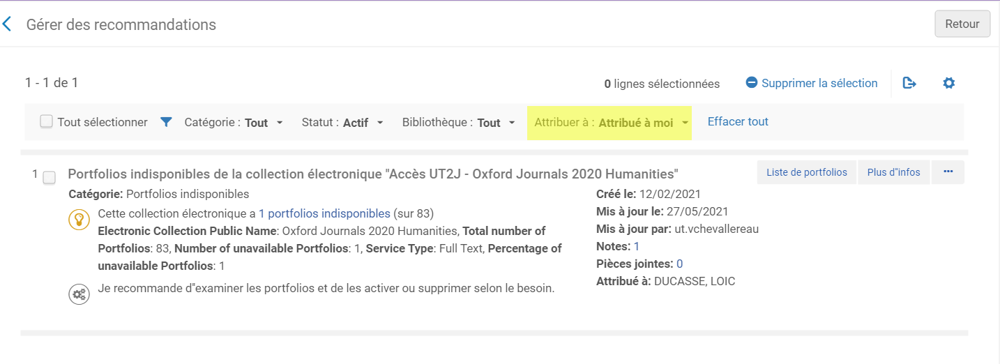 Gérer des recommandations
Retour
1 - 1 de 1
0 lignes sélectionnées
Supprimer la sélection
Tout sélectionner
Catégorie : Tout
Statut : Actif
Bibliothèque : Tout
Attribuer à : Attribué à moi
Effacer tout
1
Portfolios indisponibles de la collection électronique "Accès UT2J - Oxford Journals 2020 Humanities"
Liste de portfolios
Plus d"infos
Catégorie: Portfolios indisponibles
Cette collection électronique a 1 portfolios indisponibles (sur 83)
Electronic Collection Public Name: Oxford Journals 2020 Humanities, Total number of
Portfolios: 83, Number of unavailable Portfolios: 1, Service Type: Full Text, Percentage of
unavailable Portfolios: 1
Je recommande d"examiner les portfolios et de les activer ou supprimer selon le besoin.
Créé le: 12/02/2021
Mis à jour le: 27/05/2021
Mis à jour par: ut.vchevallereau
Notes: 1
Pièces jointes: 0
Attribué à: DUCASSE, LOIC